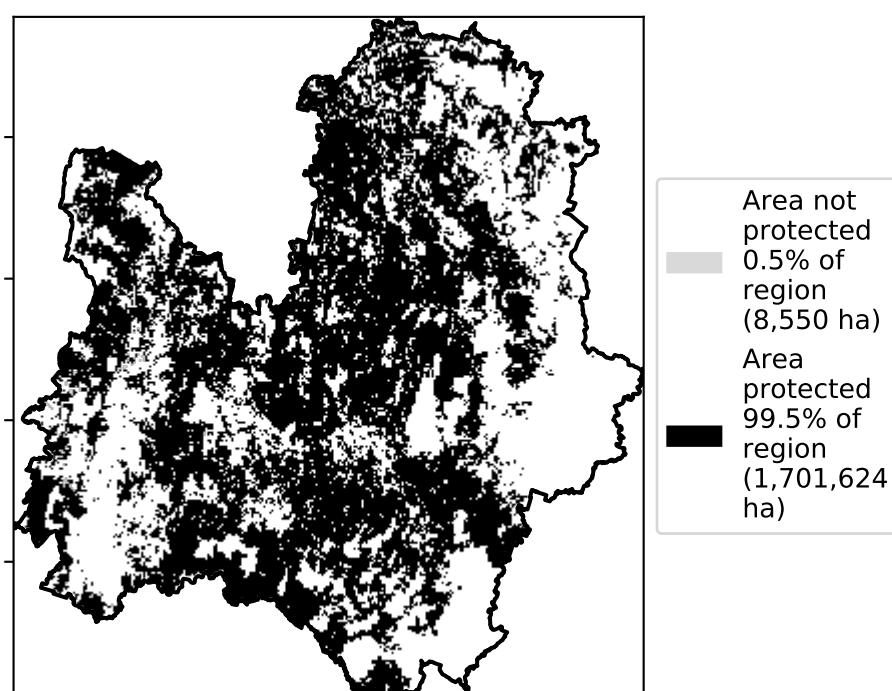 Area not
protected
0.5% of
region
(8,550 ha)
Area
protected
99.5% of
region
(1,701,624
ha)